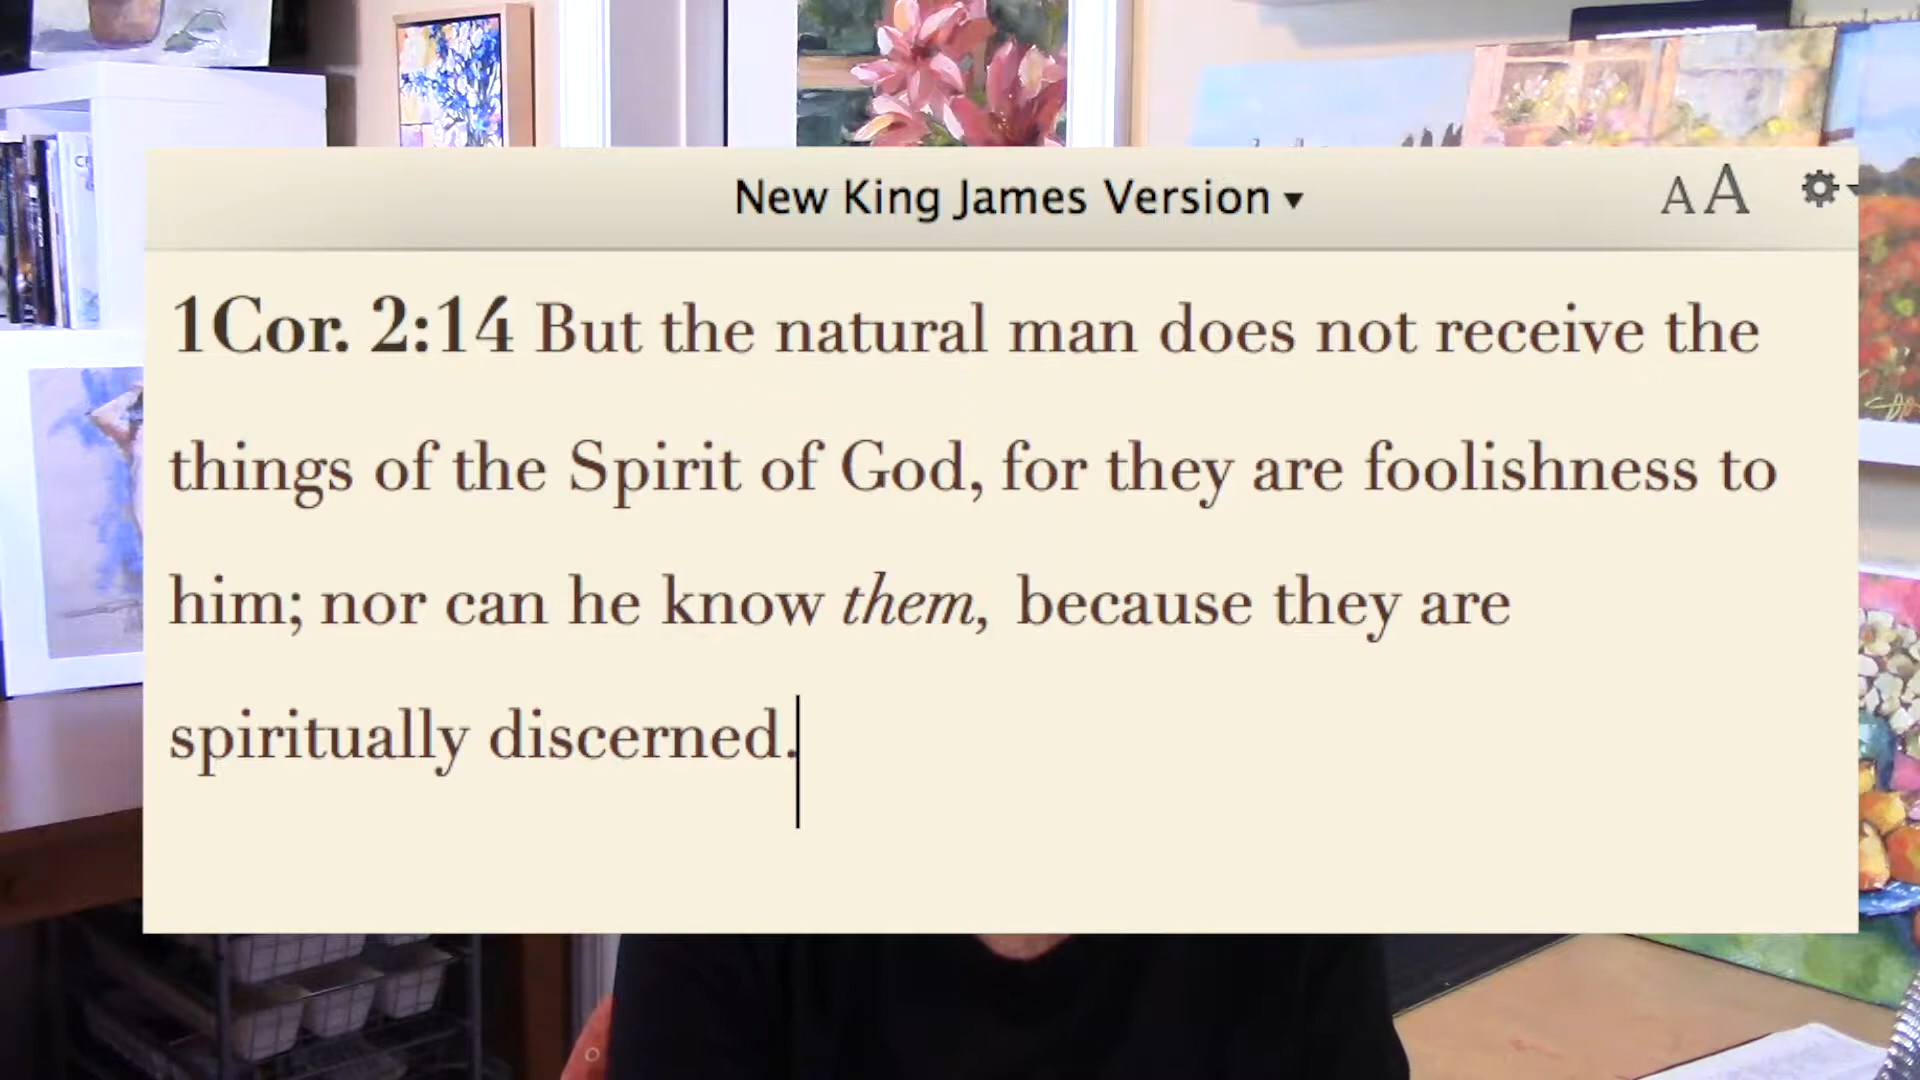 New King James Version ▾
A A
1Cor. 2:14 But the natural man does not receive the
things of the Spirit of God, for they are foolishness to
him; nor can he know them, because they are
spiritually discerned.